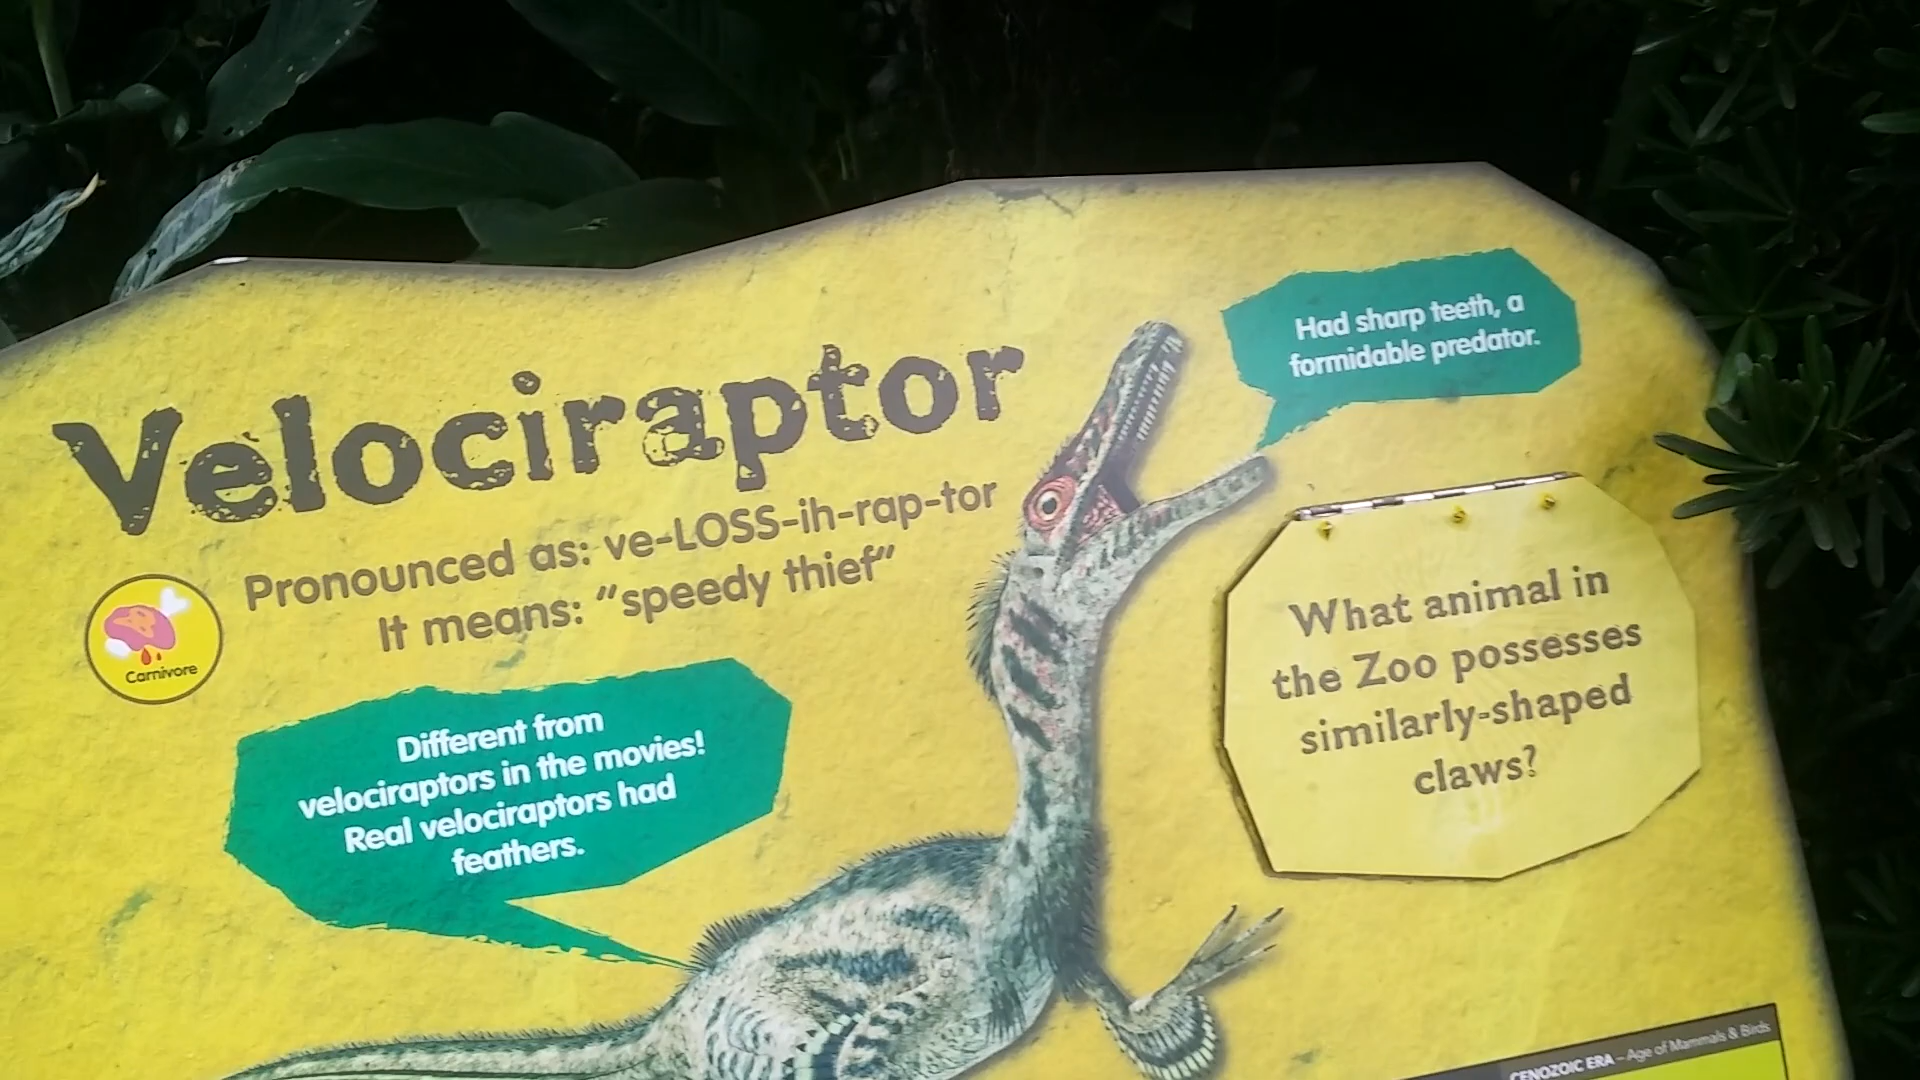 Velociraptor
Pronounced as: ve-LOSS-ih-rap-tor
It means: "speedy thief"
Carnivore
Had sharp teeth, a
formidable predator.
Different from
velociraptors in the movies!
Real velociraptors had
feathers.
What animal in
the Zoo possesses
similarly-shaped
claws?
CENOZOIC ERA – Age of Mammals & Birds